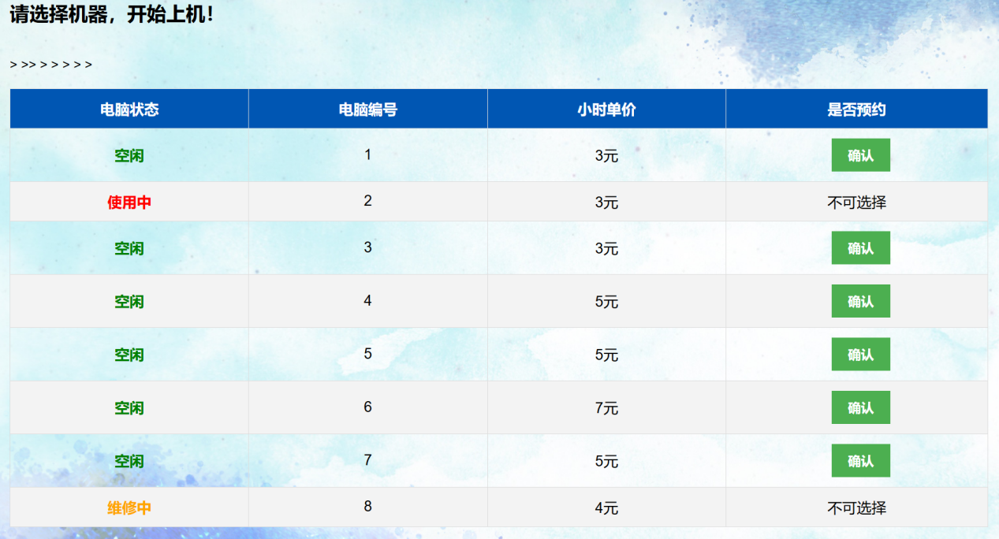 请选择机器，开始上机！
> >> > > > > >
电脑状态 电脑编号 小时单价 是否预约
空闲 1 3元 确认
使用中 2 3元 不可选择
空闲 3 3元 确认
空闲 4 5元 确认
空闲 5 5元 确认
空闲 6 7元 确认
空闲 7 5元 确认
维修中 8 4元 不可选择